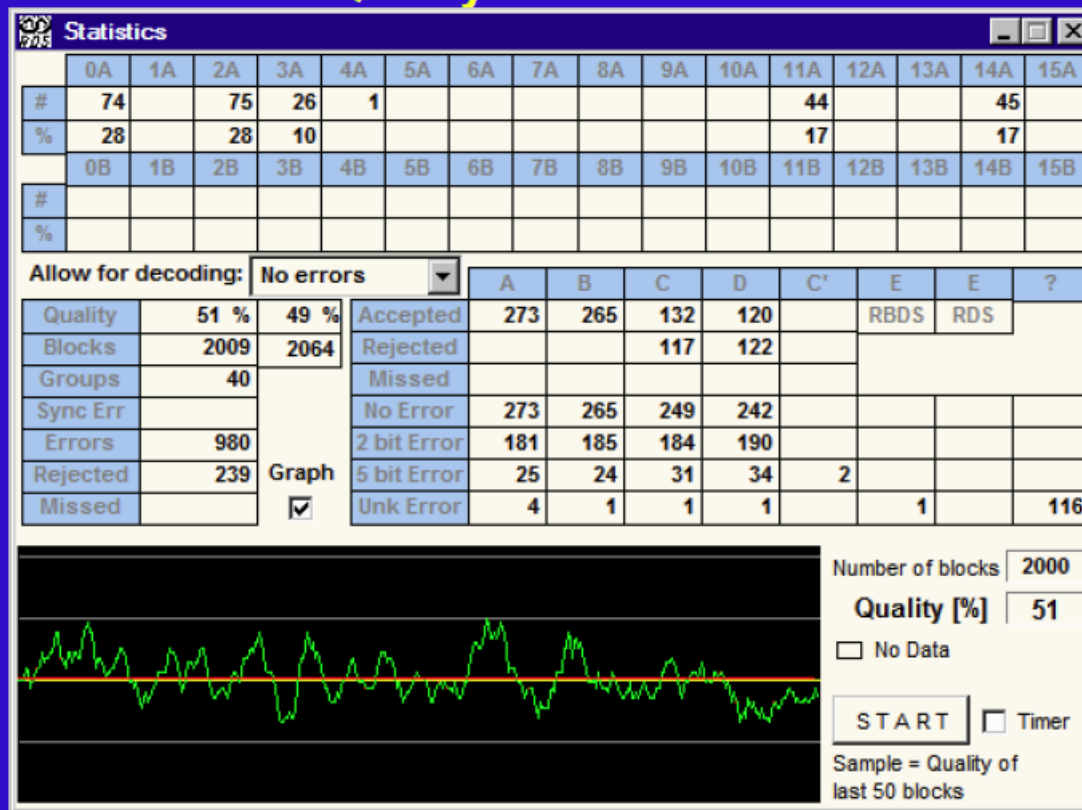 Statistics
0A 1A 2A 3A 4A 5A 6A 7A 8A 9A 10A 11A 12A 13A 14A 15A
# 74 75 26 1 44 45
% 28 28 10 17 17
0B 1B 2B 3B 4B 5B 6B 7B 8B 9B 10B 11B 12B 13B 14B 15B
#
%
Allow for decoding: No errors
A B C D C' E E ?
Quality 51 % 49 % Accepted 273 265 132 120 RBDS RDS
Blocks 2009 2064 Rejected 117 122
Groups 40 Missed
Sync Err No Error 273 265 249 242
Errors 980 2 bit Error 181 185 184 190
Rejected 239 Graph 5 bit Error 25 24 31 34 2
Missed Unk Error 4 1 1 1 1 116
Number of blocks 2000
Quality [%] 51
No Data
START Timer
Sample = Quality of
last 50 blocks